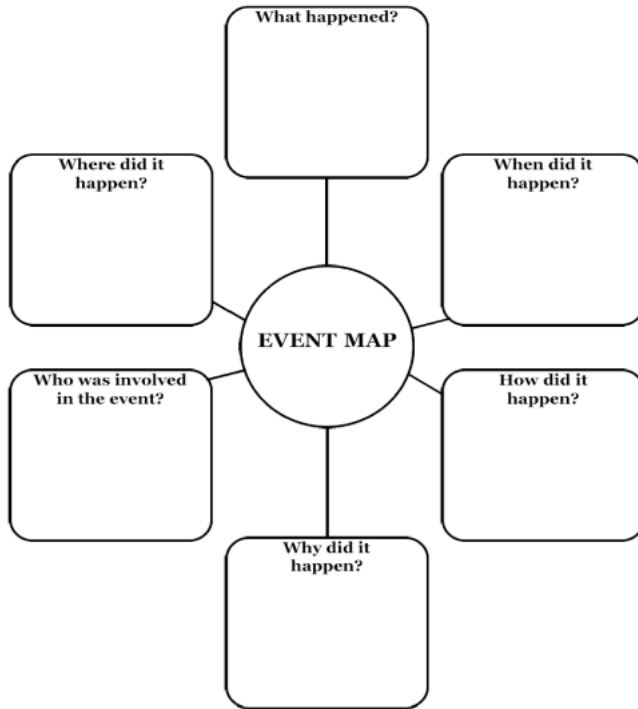 What happened?
Where did it
happen?
When did it
happen?
EVENT MAP
Who was involved
in the event?
How did it
happen?
Why did it
happen?